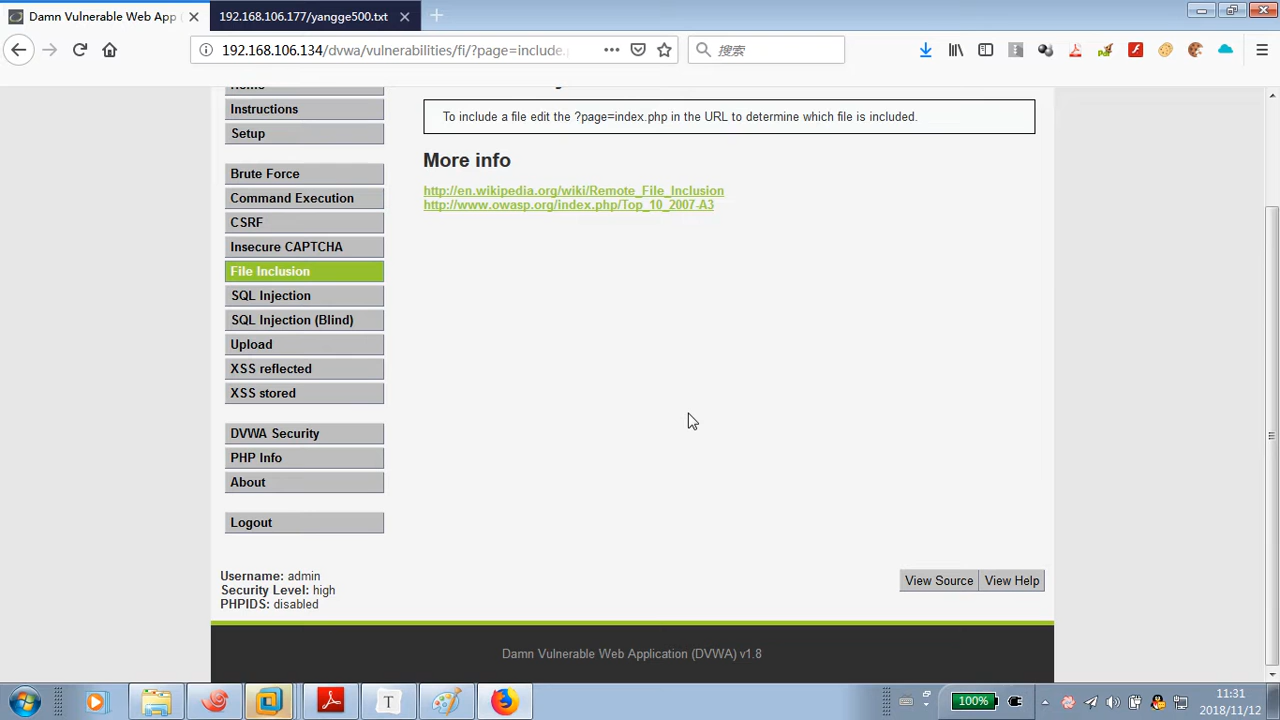 Damn Vulnerable Web App (
192.168.106.177/yangge500.txt
192.168.106.134/dvwa/vulnerabilities/fi/?page=include.
搜索
Instructions
Setup
Brute Force
Command Execution
CSRF
Insecure CAPTCHA
File Inclusion
SQL Injection
SQL Injection (Blind)
Upload
XSS reflected
XSS stored
DVWA Security
PHP Info
About
Logout
To include a file edit the ?page=index.php in the URL to determine which file is included.
More info
http://en.wikipedia.org/wiki/Remote_File_Inclusion
http://www.owasp.org/index.php/Top_10_2007-A3
Username: admin
Security Level: high
PHPIDS: disabled
View Source
View Help
Damn Vulnerable Web Application (DVWA) v1.8
T
100%
11:31
2018/11/12